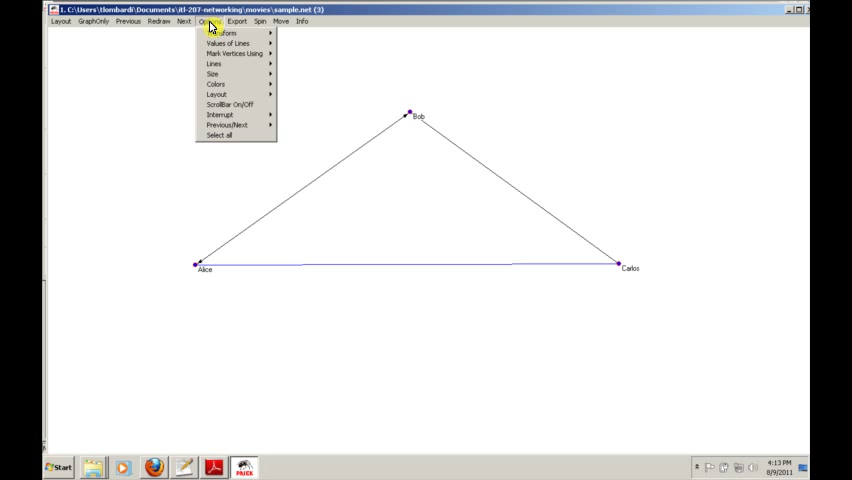 1. C:\Users\tlombardi\Documents\itl-207-networking\movies\sample.net (3)
Layout GraphOnly Previous Redraw Next Options Export Spin Move Info
Transform
Values of Lines
Mark Vertices Using
Lines
Size
Colors
Layout
ScrollBar On/Off
Interrupt
Previous/Next
Select all
Bob
Alice
Carlos
Start
PAJEK
4:13 PM
8/9/2011